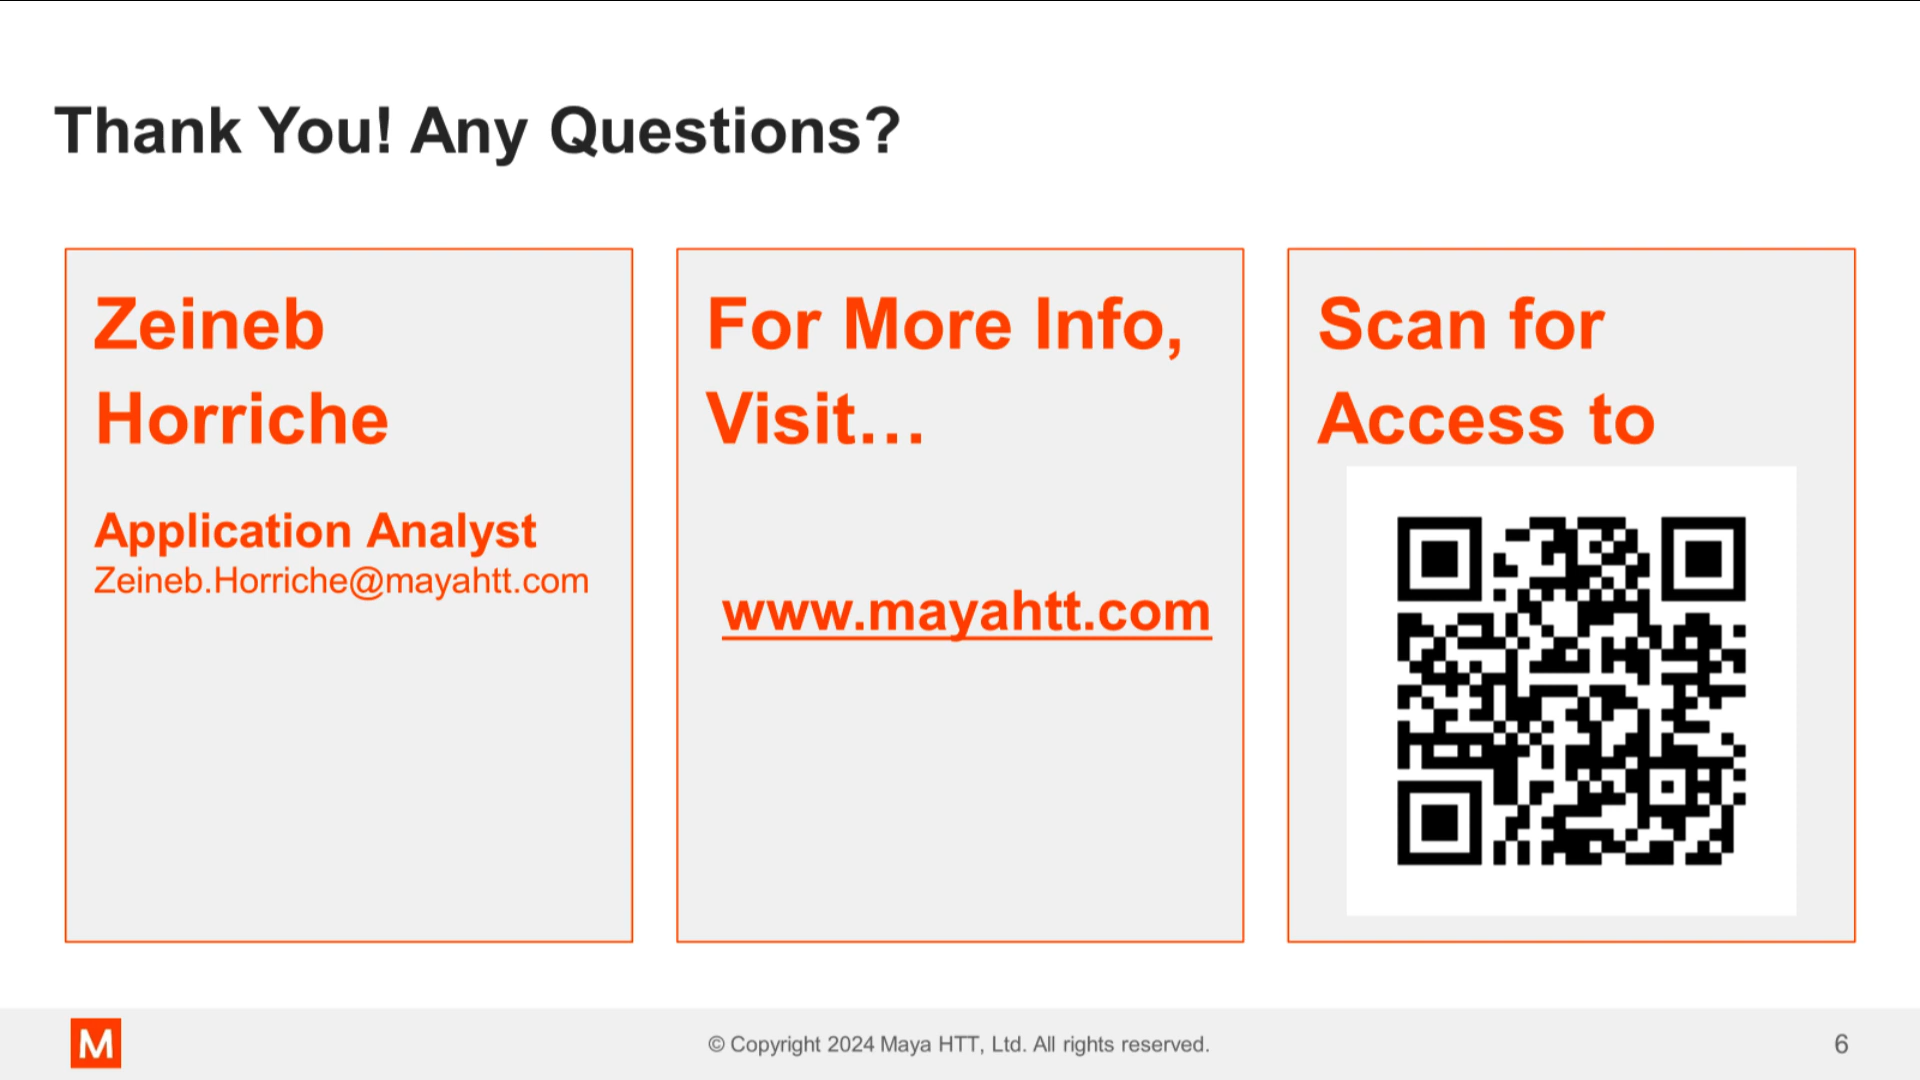 Thank You! Any Questions?
Zeineb
Horriche
Application Analyst
Zeineb.Horriche@mayahtt.com
For More Info,
Visit…
www.mayahtt.com
Scan for
Access to
M
© Copyright 2024 Maya HTT, Ltd. All rights reserved.
6